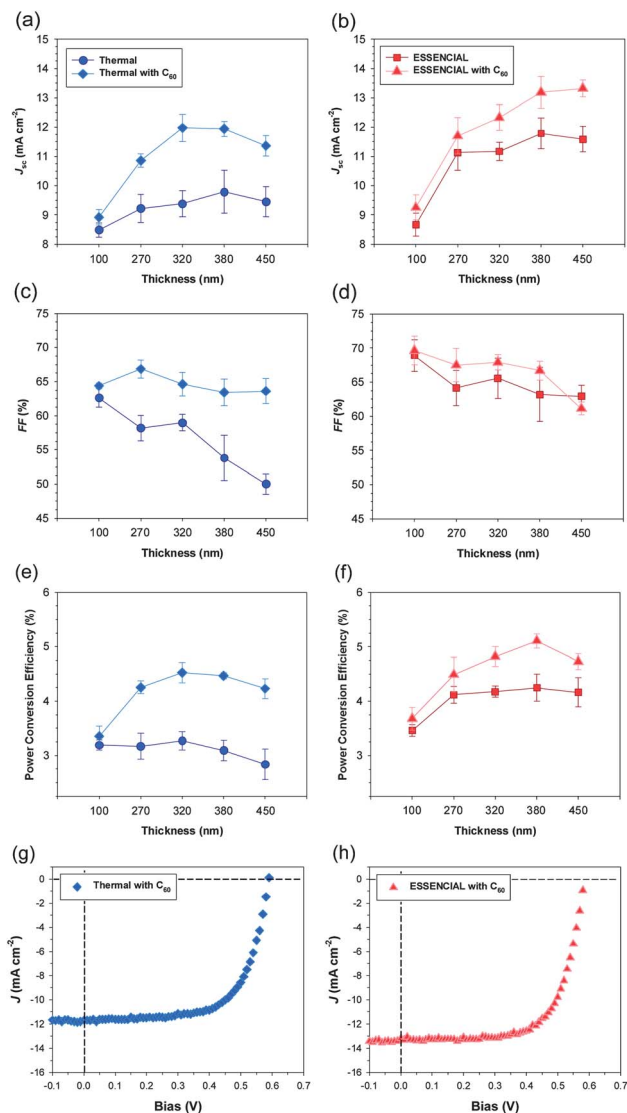 (a)
15
14
13
12
11
10
9
8
J_sc (mA cm⁻²)
Thermal
Thermal with C₆₀
100 270 320 380 450
Thickness (nm)
(b)
15
14
13
12
11
10
9
8
J_sc (mA cm⁻²)
ESSENCIAL
ESSENCIAL with C₆₀
100 270 320 380 450
Thickness (nm)
(c)
75
70
65
60
55
50
45
FF (%)
100 270 320 380 450
Thickness (nm)
(d)
75
70
65
60
55
50
45
FF (%)
100 270 320 380 450
Thickness (nm)
(e)
6
5
4
3
Power Conversion Efficiency (%)
100 270 320 380 450
Thickness (nm)
(f)
6
5
4
3
Power Conversion Efficiency (%)
100 270 320 380 450
Thickness (nm)
(g)
0
-2
-4
-6
-8
-10
-12
-14
-16
J (mA cm⁻²)
Thermal with C₆₀
-0.1 0.0 0.1 0.2 0.3 0.4 0.5 0.6 0.7
Bias (V)
(h)
0
-2
-4
-6
-8
-10
-12
-14
-16
J (mA cm⁻²)
ESSENCIAL with C₆₀
-0.1 0.0 0.1 0.2 0.3 0.4 0.5 0.6 0.7
Bias (V)